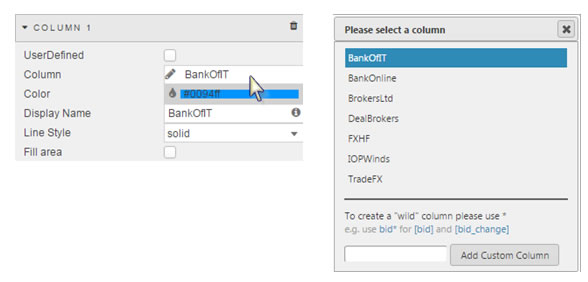 COLUMN 1
UserDefined
Column BankOfIT
Color #0094ff
Display Name BankOfIT
Line Style solid
Fill area
Please select a column
BankOfIT
BankOnline
BrokersLtd
DealBrokers
FXHF
IOPWinds
TradeFX
To create a "wild" column please use *
e.g. use bid* for [bid] and [bid_change]
Add Custom Column